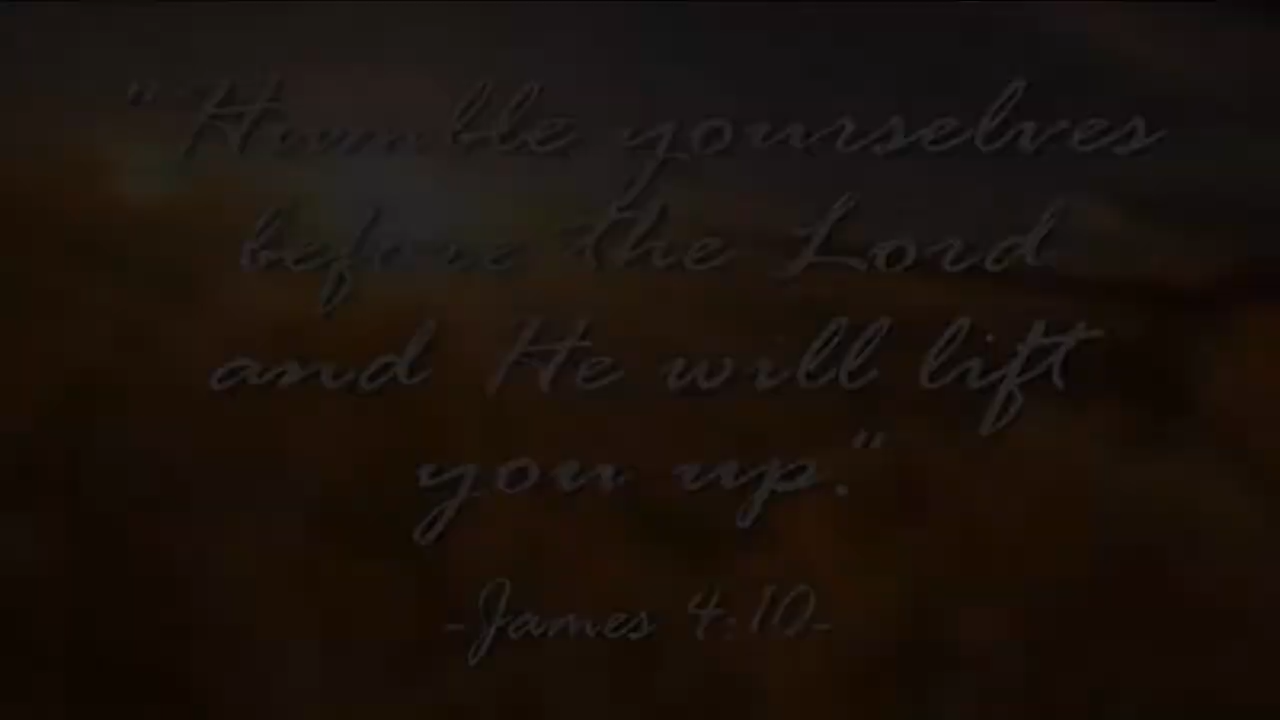 "Humble yourselves
before the Lord
and He will lift
you up."
-James 4:10-